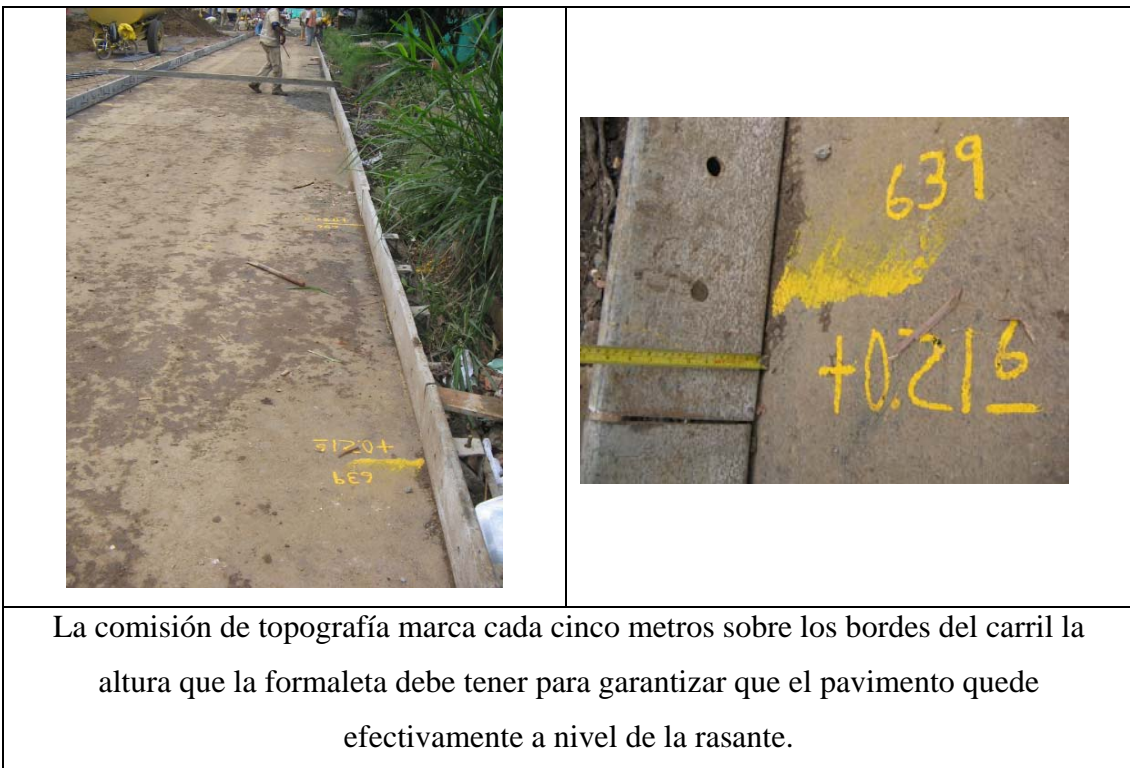 639
+0.216
La comisión de topografía marca cada cinco metros sobre los bordes del carril la
altura que la formaleta debe tener para garantizar que el pavimento quede
efectivamente a nivel de la rasante.